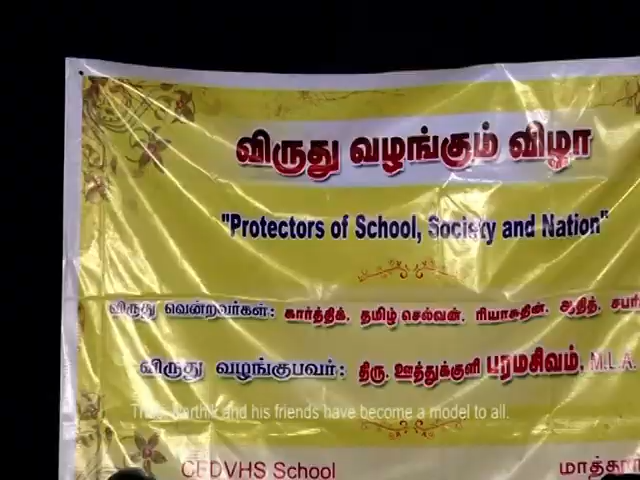 விருது வழங்கும் விழா
"Protectors of School, Society and Nation"
விருது வென்றவர்கள்: கார்த்திக், தமிழ் செல்வன், ரியாசுதின், ஆதித்,
விருது வழங்குபவர்: திரு. ஊத்துக்குளி பரமசிவம், M.L.A.
and his friends have become a model to all.
CFDVHS School